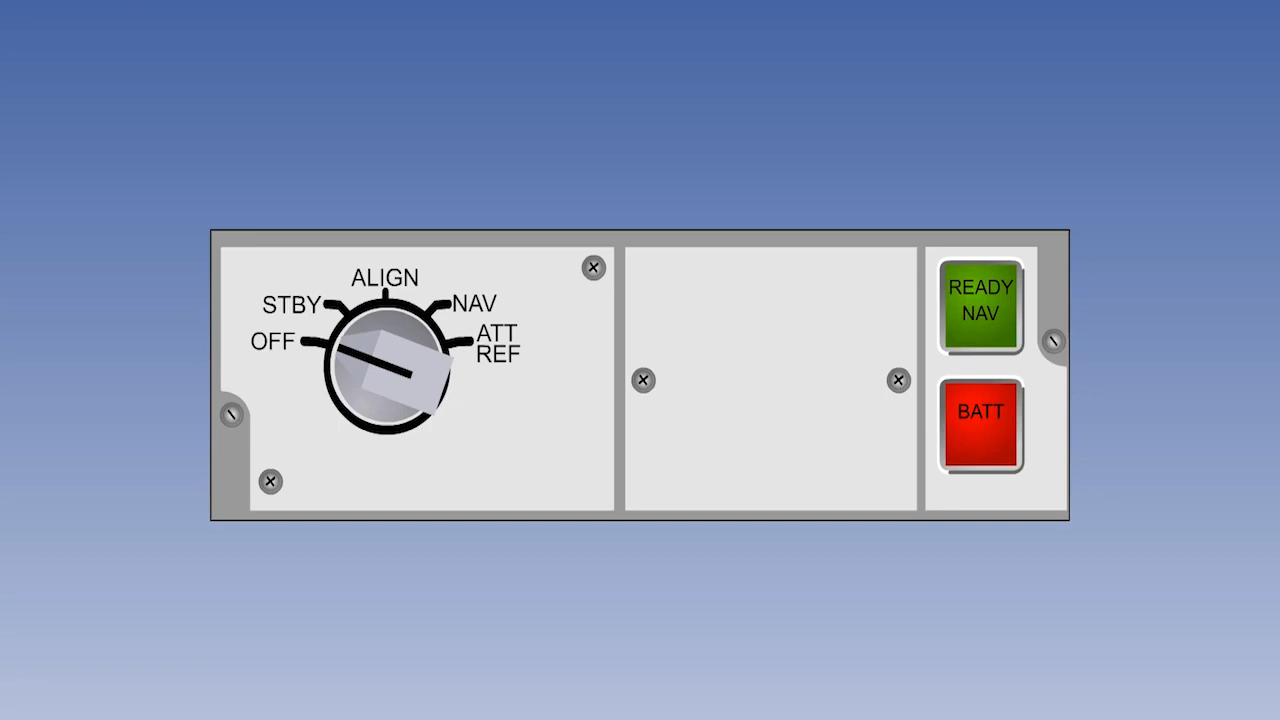 ALIGN
STBY
NAV
OFF
ATT
REF
READY
NAV
BATT